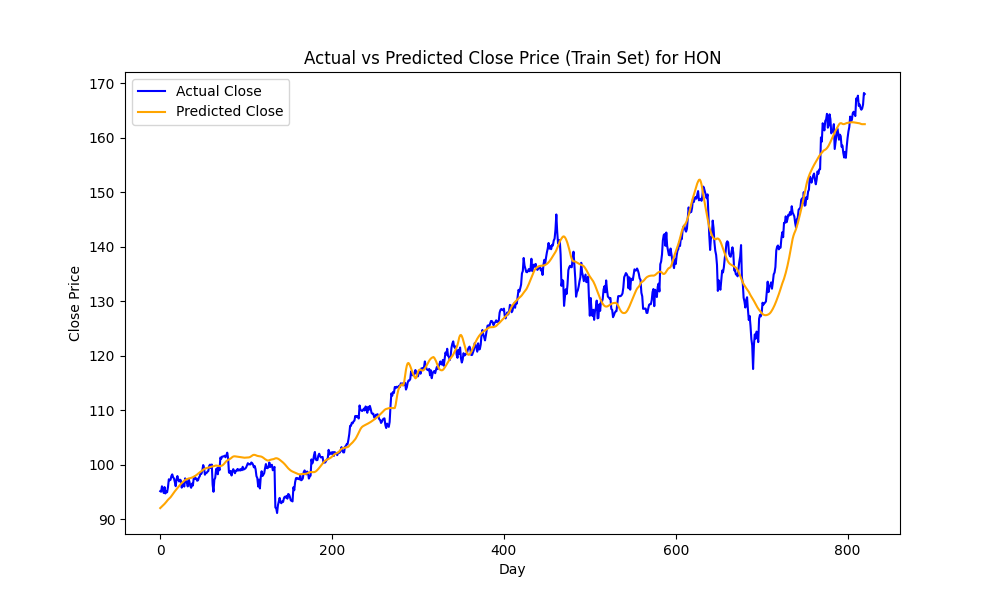 Actual vs Predicted Close Price (Train Set) for HON
Actual Close
Predicted Close
Close Price
170
160
150
140
130
120
110
100
90
0 200 400 600 800
Day